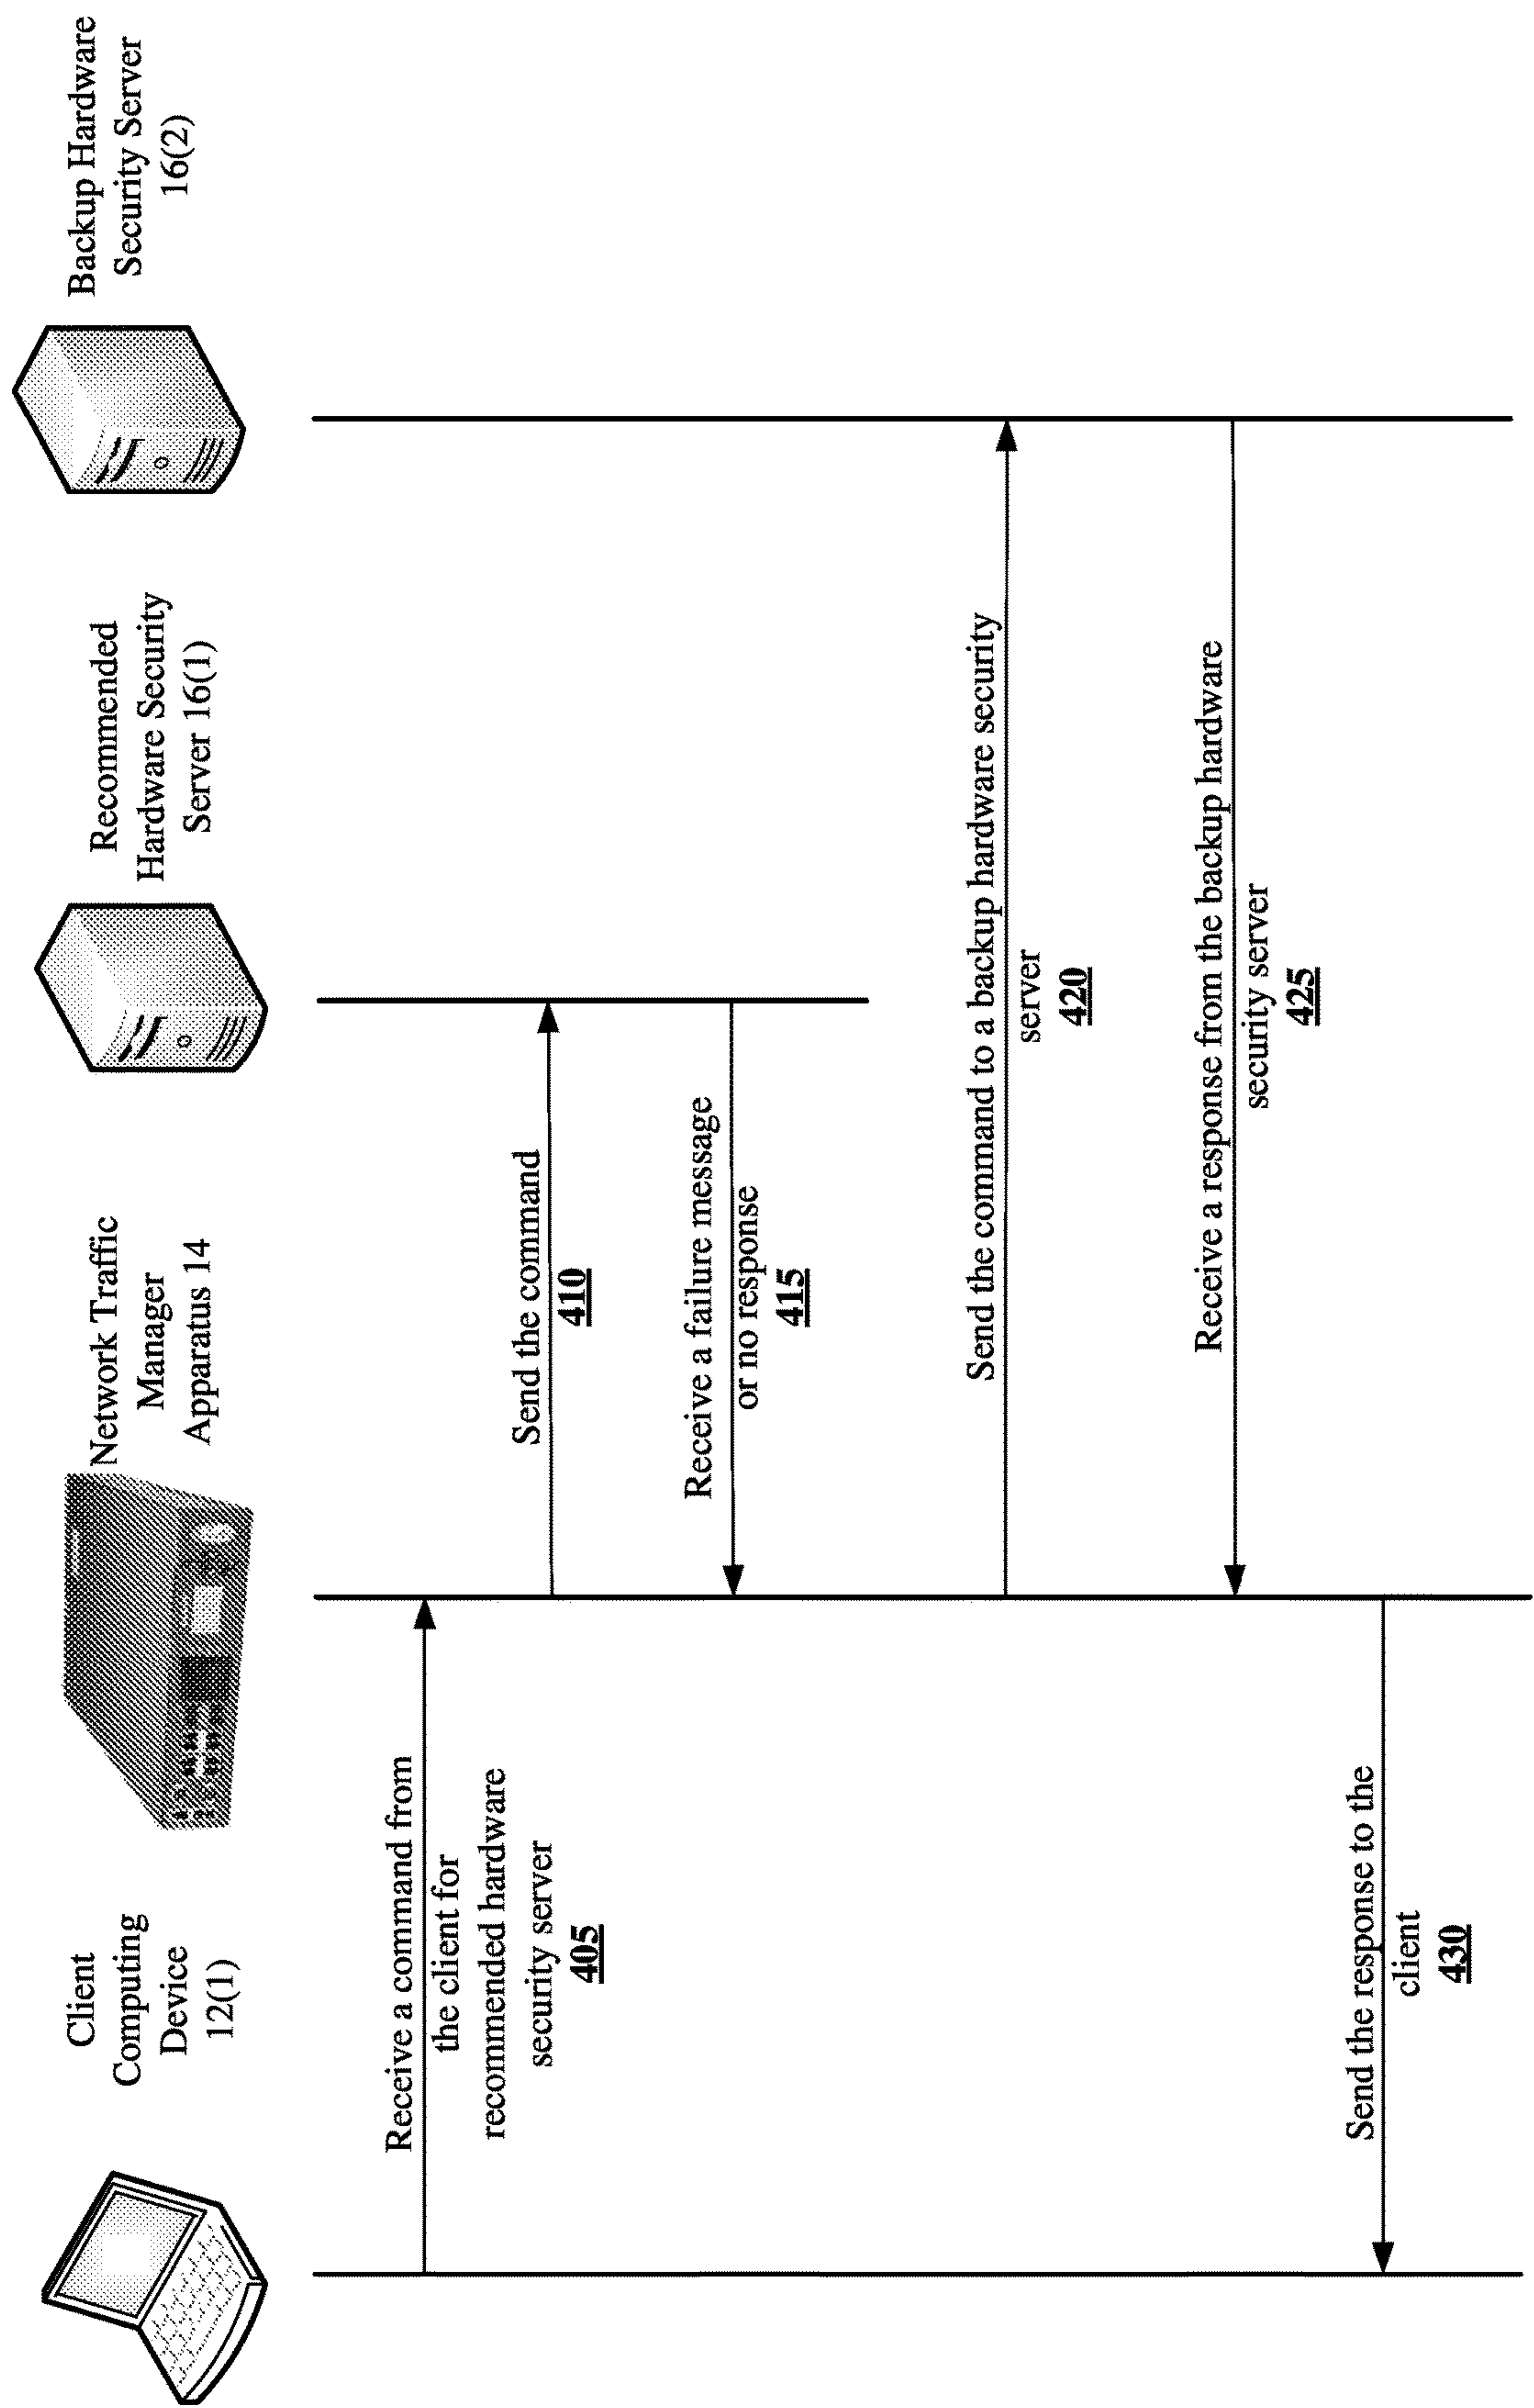 Client
Computing
Device
12(1)
Network Traffic
Manager
Apparatus 14
Recommended
Hardware Security
Server 16(1)
Backup Hardware
Security Server
16(2)
Receive a command from
the client for
recommended hardware
security server
405
Send the command
410
Receive a failure message
or no response
415
Send the command to a backup hardware security
server
420
Receive a response from the backup hardware
security server
425
Send the response to the
client
430